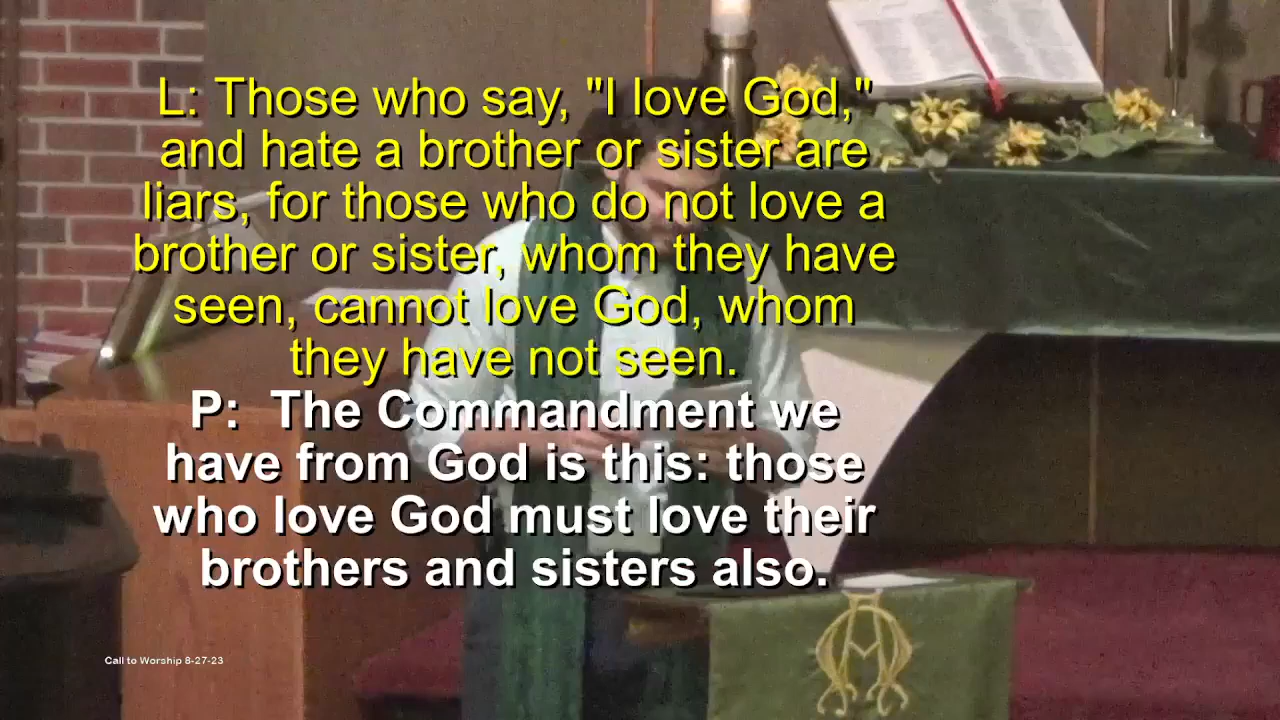 L: Those who say, "I love God,"
and hate a brother or sister are
liars, for those who do not love a
brother or sister, whom they have
seen, cannot love God, whom
they have not seen.
P:  The Commandment we
have from God is this: those
who love God must love their
brothers and sisters also.
Call to Worship 8-27-23